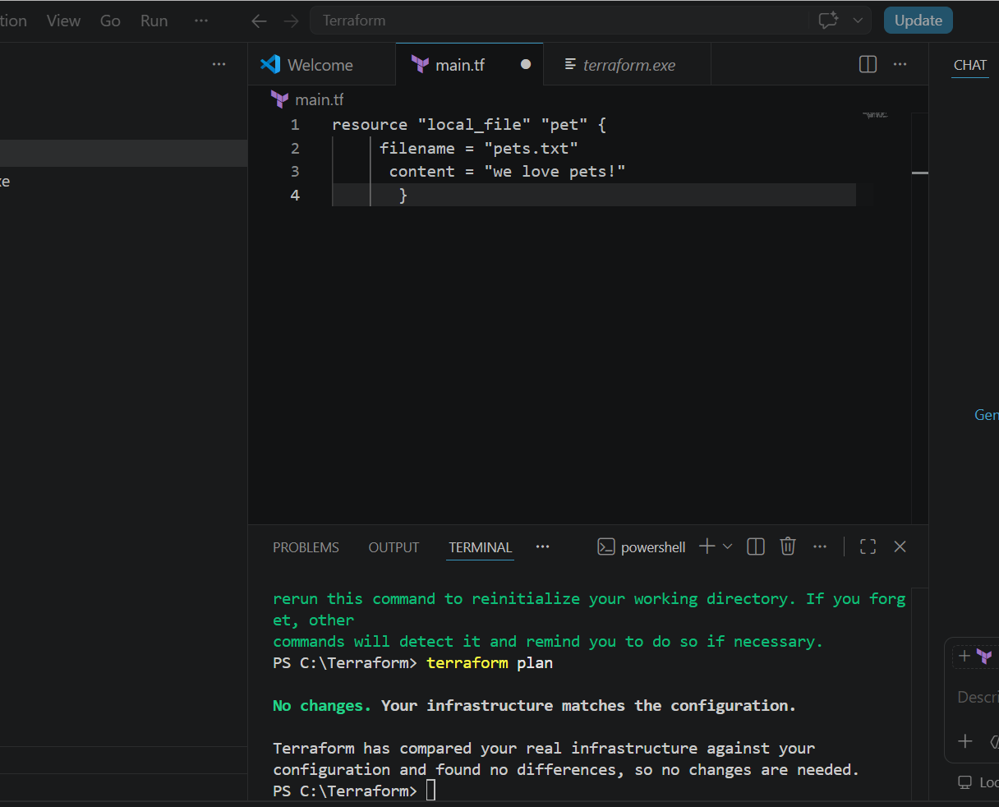 View Go Run ··· Terraform Update
Welcome main.tf terraform.exe CHAT
main.tf
1 resource "local_file" "pet" {
2 filename = "pets.txt"
3 content = "we love pets!"
4 }
PROBLEMS OUTPUT TERMINAL ··· powershell
rerun this command to reinitialize your working directory. If you forg
et, other
commands will detect it and remind you to do so if necessary.
PS C:\Terraform> terraform plan
No changes. Your infrastructure matches the configuration.
Terraform has compared your real infrastructure against your
configuration and found no differences, so no changes are needed.
PS C:\Terraform>